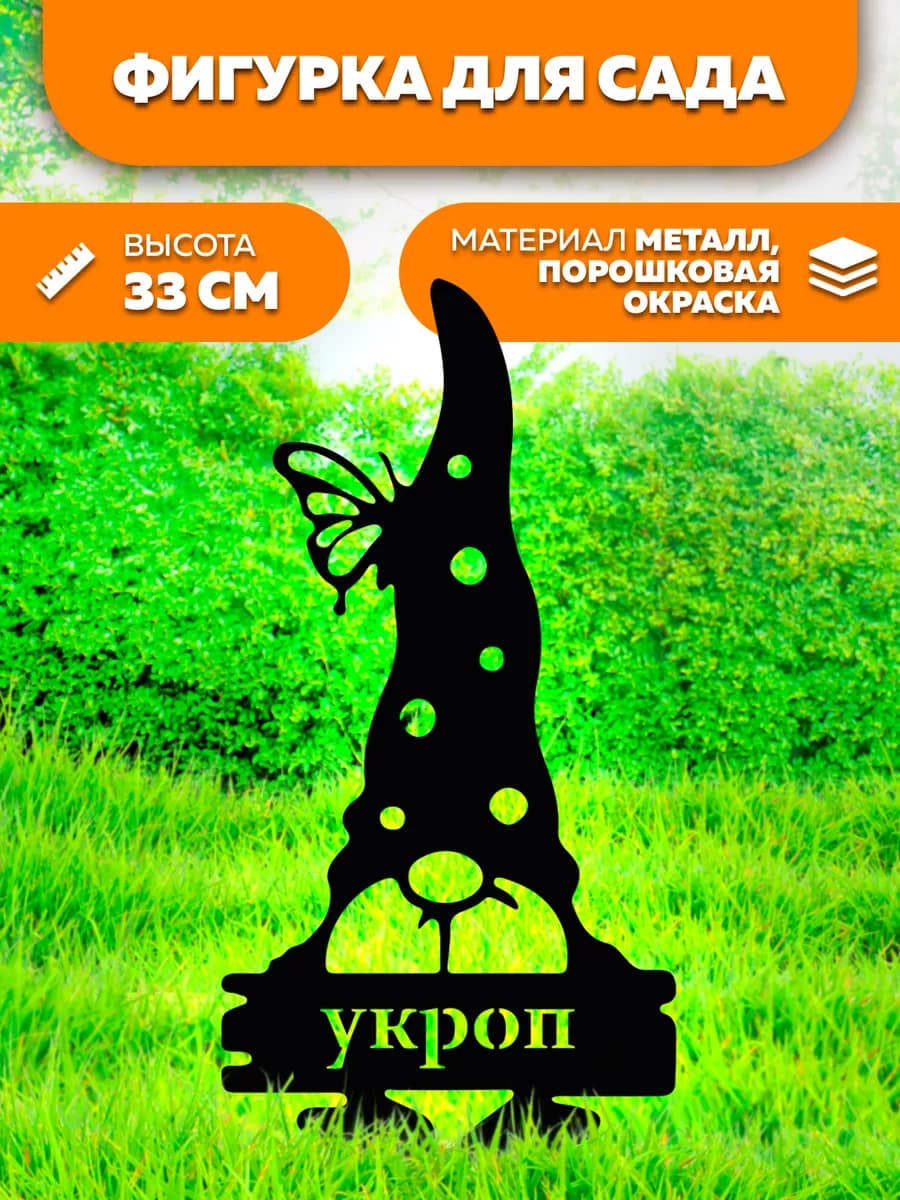 ФИГУРКА ДЛЯ САДА
ВЫСОТА
33 СМ
МАТЕРИАЛ МЕТАЛЛ,
ПОРОШКОВАЯ
ОКРАСКА
укроп